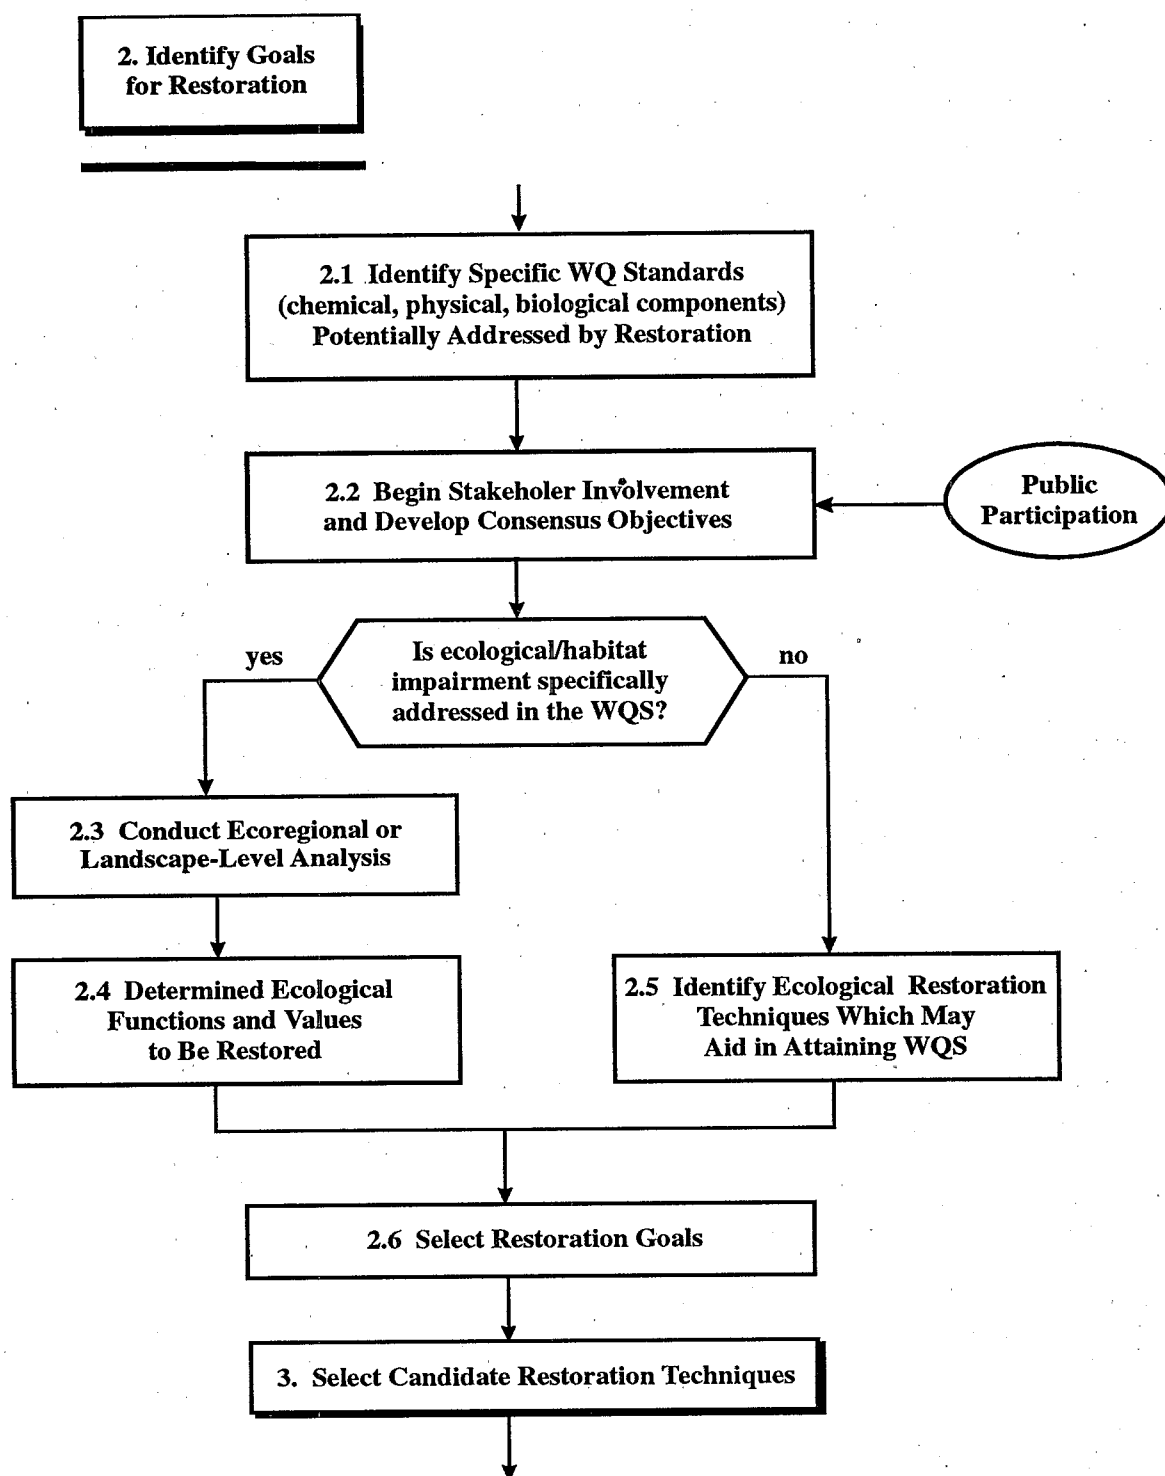 2. Identify Goals
for Restoration
2.1 Identify Specific WQ Standards
(chemical, physical, biological components)
Potentially Addressed by Restoration
2.2 Begin Stakeholer Involvement
and Develop Consensus Objectives
Public
Participation
yes
Is ecological/habitat
impairment specifically
addressed in the WQS?
no
2.3 Conduct Ecoregional or
Landscape-Level Analysis
2.4 Determined Ecological
Functions and Values
to Be Restored
2.5 Identify Ecological Restoration
Techniques Which May
Aid in Attaining WQS
2.6 Select Restoration Goals
3. Select Candidate Restoration Techniques